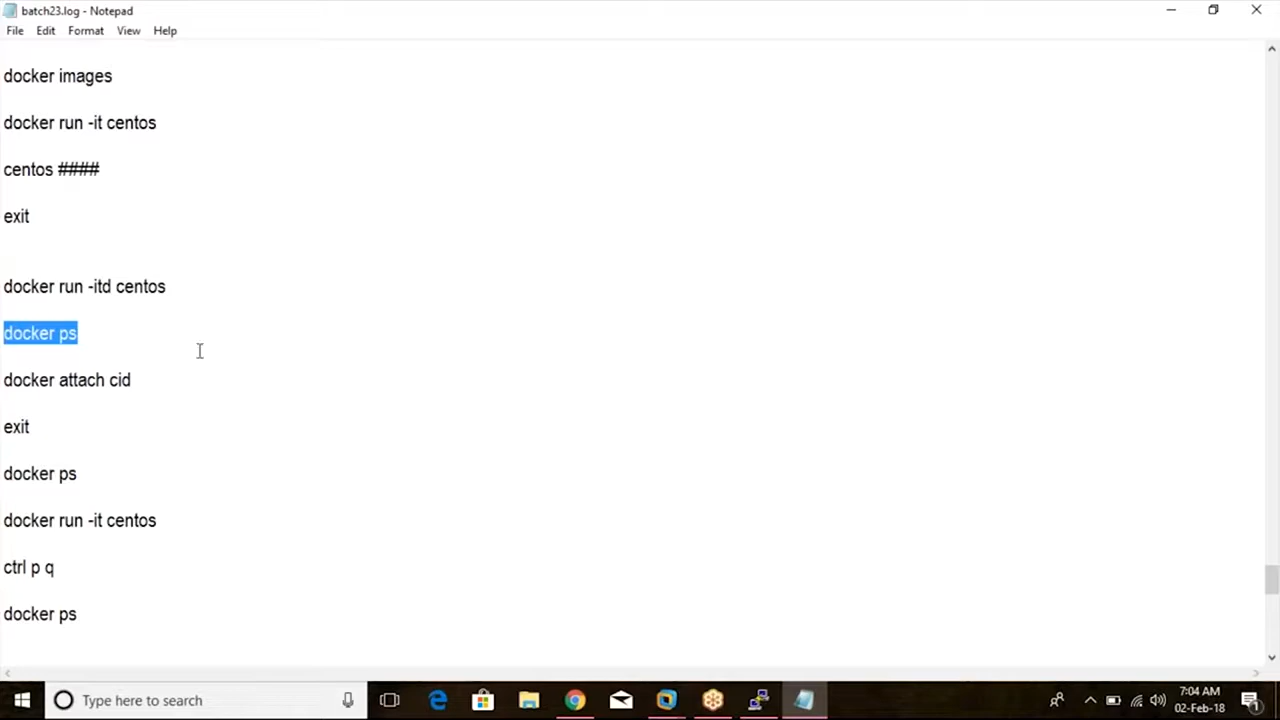 batch23.log - Notepad
File Edit Format View Help
docker images
docker run -it centos
centos ####
exit
docker run -itd centos
docker ps
docker attach cid
exit
docker ps
docker run -it centos
ctrl p q
docker ps
Type here to search
7:04 AM
02-Feb-18
1